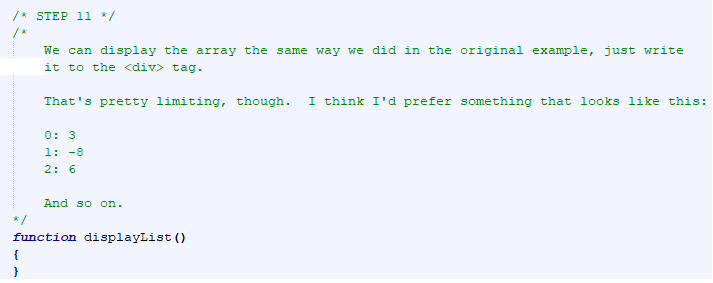 /* STEP 11 */
/*
We can display the array the same way we did in the original example, just write
it to the <div> tag.
That's pretty limiting, though.  I think I'd prefer something that looks like this:
0: 3
1: -8
2: 6
And so on.
*/
function displayList()
{
}